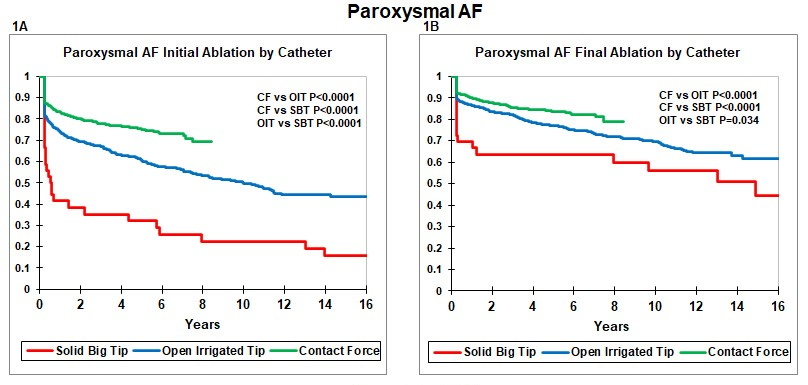 Paroxysmal AF
1A
Paroxysmal AF Initial Ablation by Catheter
CF vs OIT P<0.0001
CF vs SBT P<0.0001
OIT vs SBT P<0.0001
1
0.9
0.8
0.7
0.6
0.5
0.4
0.3
0.2
0.1
0
0 2 4 6 8 10 12 14 16
Years
Solid Big Tip Open Irrigated Tip Contact Force
1B
Paroxysmal AF Final Ablation by Catheter
CF vs OIT P<0.0001
CF vs SBT P<0.0001
OIT vs SBT P=0.034
1
0.9
0.8
0.7
0.6
0.5
0.4
0.3
0.2
0.1
0
0 2 4 6 8 10 12 14 16
Years
Solid Big Tip Open Irrigated Tip Contact Force